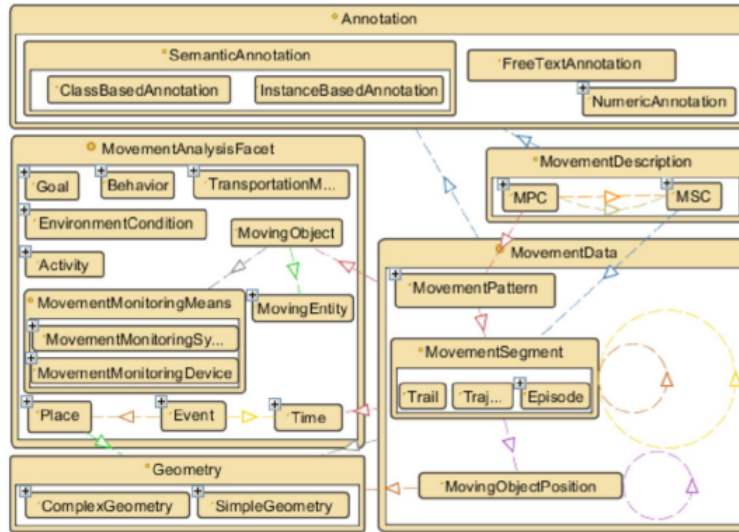 Annotation
SemanticAnnotation
ClassBasedAnnotation
InstanceBasedAnnotation
FreeTextAnnotation
NumericAnnotation
MovementAnalysisFacet
Goal
Behavior
TransportationM...
EnvironmentCondition
MovingObject
Activity
MovementMonitoringMeans
MovementMonitoringSy...
MovementMonitoringDevice
MovingEntity
Place
Event
Time
MovementDescription
MPC
MSC
MovementData
MovementPattern
MovementSegment
Trail
Traj...
Episode
MovingObjectPosition
Geometry
ComplexGeometry
SimpleGeometry